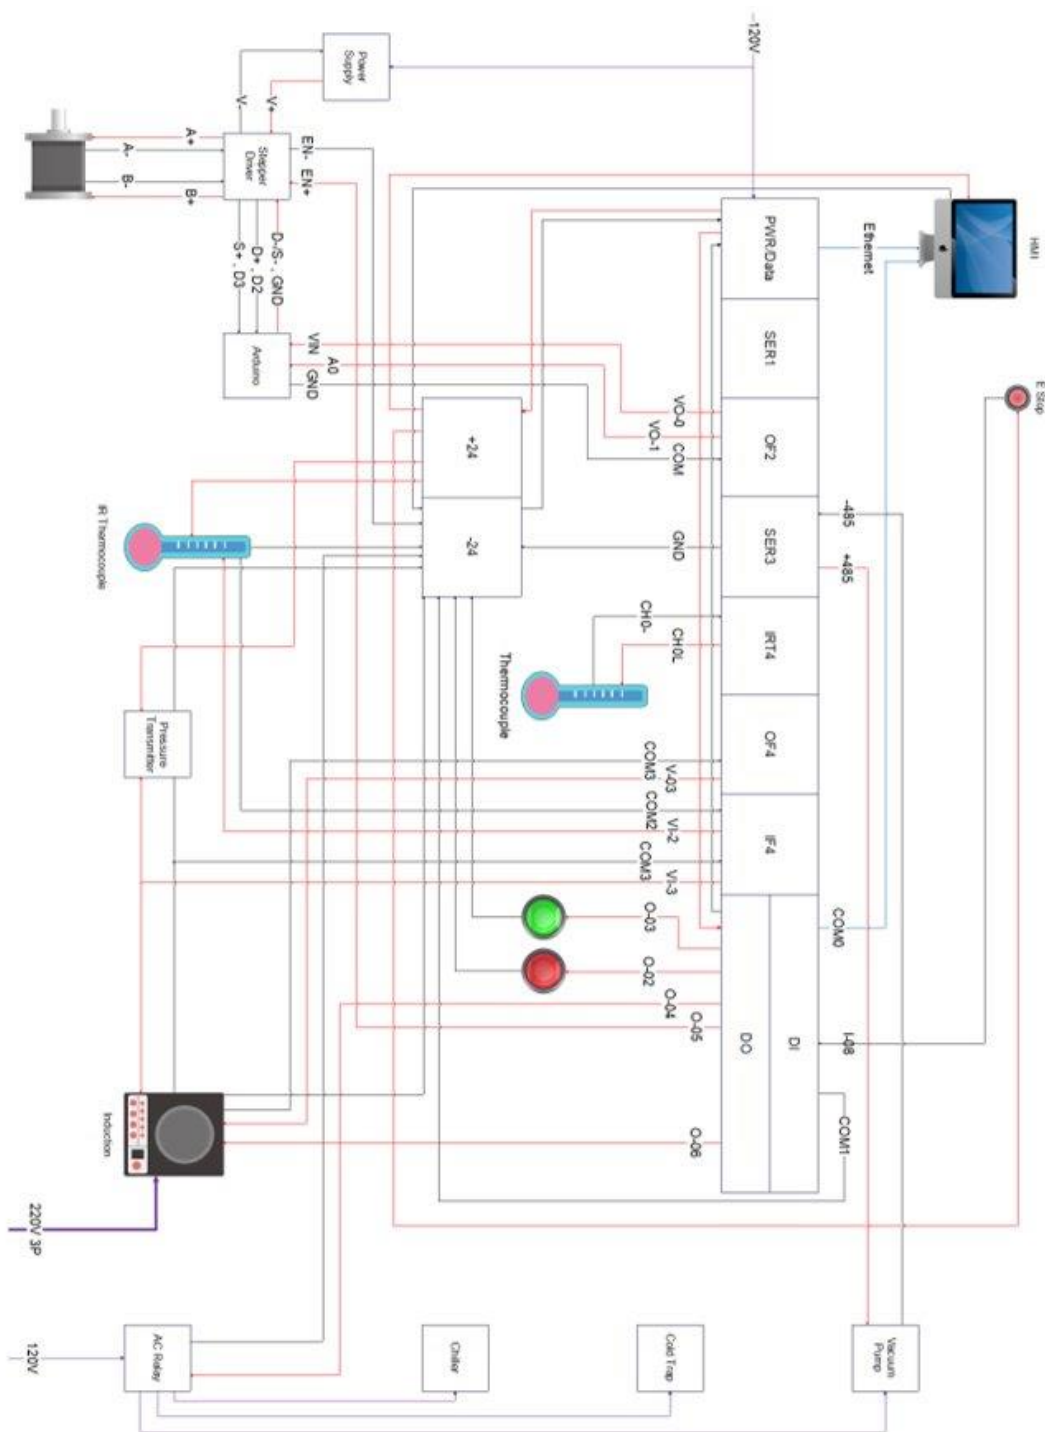 HMI
E Stop
Ethernet
-485
+485
COM0
I-08
COM1
Vacuum
Pump
~120V
PWR/Data
SER1
OF2
SER3
IRT4
OF4
IF4
DI
DO
VO-0
VO-1
COM
GND
CH0-
CH0L
COM3
V-03
COM2
VI-2
COM3
VI-3
O-03
O-02
O-04
O-05
O-06
Cold Trap
Thermocouple
+24
-24
Chiller
Power
Supply
V-
V+
EN-
EN+
VIN
A0
GND
Stepper
Driver
D-/S- , GND
D+ , D2
S+ , D3
Arduino
A+
A-
B-
B+
IR Thermocouple
Pressure
Transmitter
Induction
AC Relay
220V 3P
120V